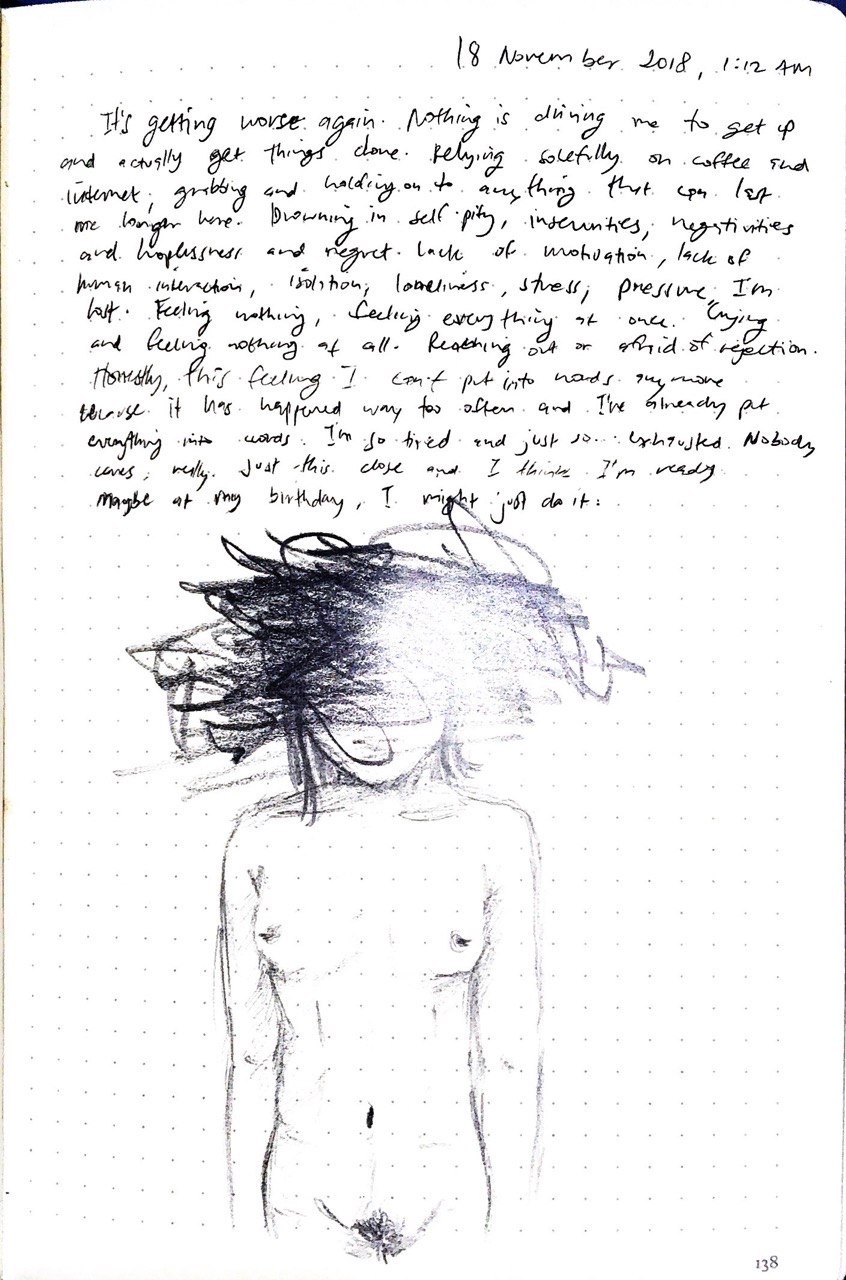 18 November 2018, 1:12 AM
It's getting worse again. Nothing is driving me to get up
and actually get things done. Relying solefully on coffee and
internet, grabbing and holding on to anything that can last
me longer here. Drowning in self pity, insecurities, negativities
and hoplessness and regret. Lack of motivation, lack of
human interaction, isolation, loneliness, stress, pressure, I'm
lost. Feeling nothing, feeling everything at once. Crying
and feeling nothing at all. Reaching out or afraid of rejection.
Honestly, this feeling I can't put into words anymore
because it has happened way too often and I've already put
everything into words. I'm so tired and just so... exhausted. Nobody
cares, really. Just this close and I think I'm ready
maybe at my birthday, I might just do it.
138